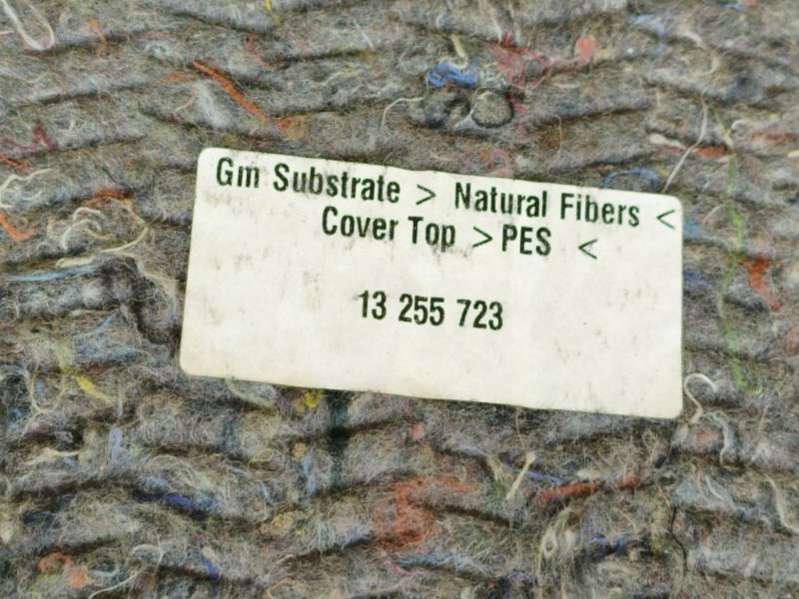 Gm Substrate > Natural Fibers <
Cover Top > PES <
13 255 723